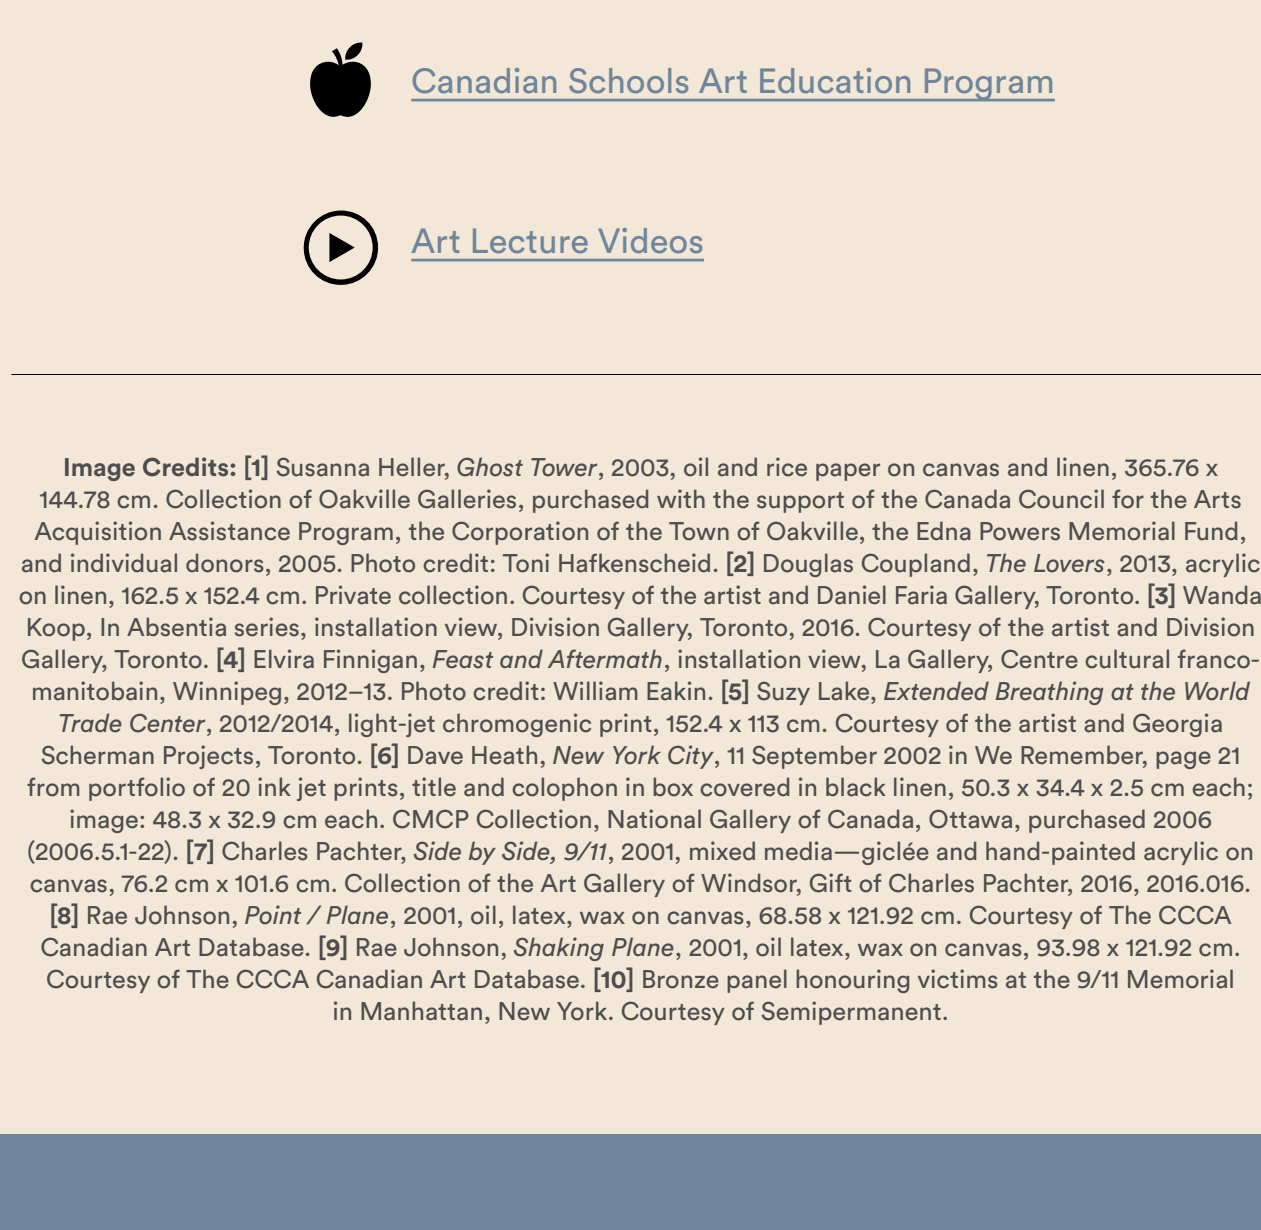 Canadian Schools Art Education Program
Art Lecture Videos
Image Credits: [1] Susanna Heller, Ghost Tower, 2003, oil and rice paper on canvas and linen, 365.76 x
144.78 cm. Collection of Oakville Galleries, purchased with the support of the Canada Council for the Arts
Acquisition Assistance Program, the Corporation of the Town of Oakville, the Edna Powers Memorial Fund,
and individual donors, 2005. Photo credit: Toni Hafkenscheid. [2] Douglas Coupland, The Lovers, 2013, acrylic
on linen, 162.5 x 152.4 cm. Private collection. Courtesy of the artist and Daniel Faria Gallery, Toronto. [3] Wanda
Koop, In Absentia series, installation view, Division Gallery, Toronto, 2016. Courtesy of the artist and Division
Gallery, Toronto. [4] Elvira Finnigan, Feast and Aftermath, installation view, La Gallery, Centre cultural franco-
manitobain, Winnipeg, 2012–13. Photo credit: William Eakin. [5] Suzy Lake, Extended Breathing at the World
Trade Center, 2012/2014, light-jet chromogenic print, 152.4 x 113 cm. Courtesy of the artist and Georgia
Scherman Projects, Toronto. [6] Dave Heath, New York City, 11 September 2002 in We Remember, page 21
from portfolio of 20 ink jet prints, title and colophon in box covered in black linen, 50.3 x 34.4 x 2.5 cm each;
image: 48.3 x 32.9 cm each. CMCP Collection, National Gallery of Canada, Ottawa, purchased 2006
(2006.5.1-22). [7] Charles Pachter, Side by Side, 9/11, 2001, mixed media—giclée and hand-painted acrylic on
canvas, 76.2 cm x 101.6 cm. Collection of the Art Gallery of Windsor, Gift of Charles Pachter, 2016, 2016.016.
[8] Rae Johnson, Point / Plane, 2001, oil, latex, wax on canvas, 68.58 x 121.92 cm. Courtesy of The CCCA
Canadian Art Database. [9] Rae Johnson, Shaking Plane, 2001, oil latex, wax on canvas, 93.98 x 121.92 cm.
Courtesy of The CCCA Canadian Art Database. [10] Bronze panel honouring victims at the 9/11 Memorial
in Manhattan, New York. Courtesy of Semipermanent.